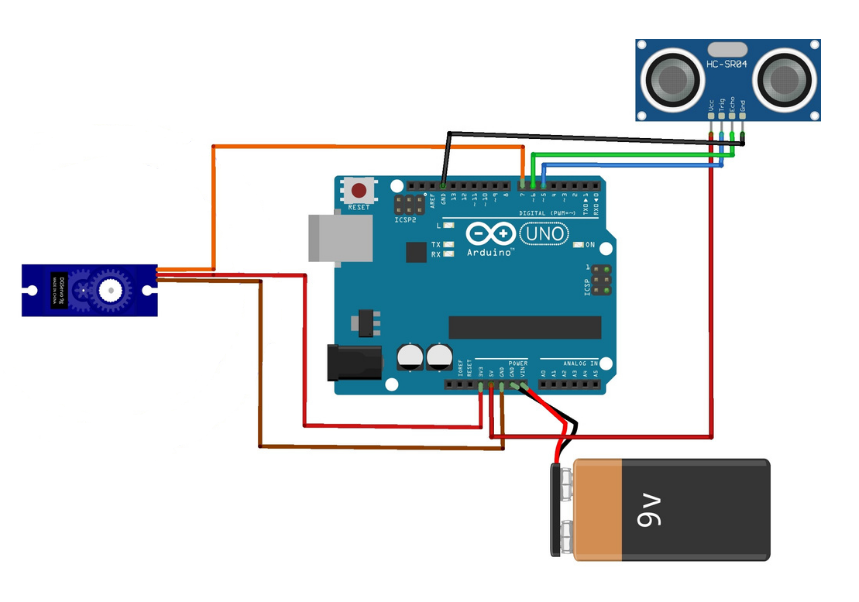 HC-SR04
Vcc
Trig
Echo
Gnd
RESET
ICSP2
AREF
GND
13
12
~11
~10
~9
8
7
~6
~5
4
~3
2
TXD▶1
RXD◀0
DIGITAL (PWM~)
L
TX
RX
Arduino™
UNO
ON
1
ICSP
POWER
ANALOG IN
IOREF
RESET
3V3
5V
GND
GND
VIN
A0
A1
A2
A3
A4
A5
9v